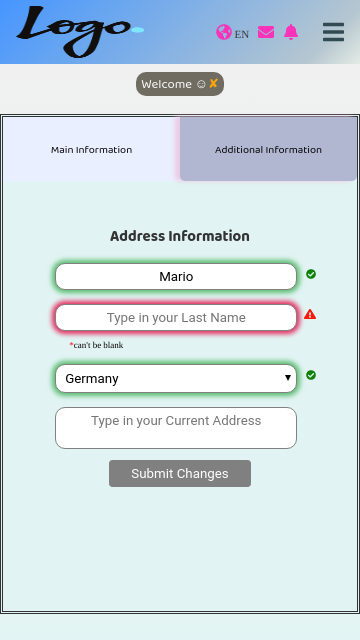 Logo
EN
Welcome ☺✘
Main Information
Additional Information
Address Information
Mario
Type in your Last Name
*can't be blank
Germany
Type in your Current Address
Submit Changes